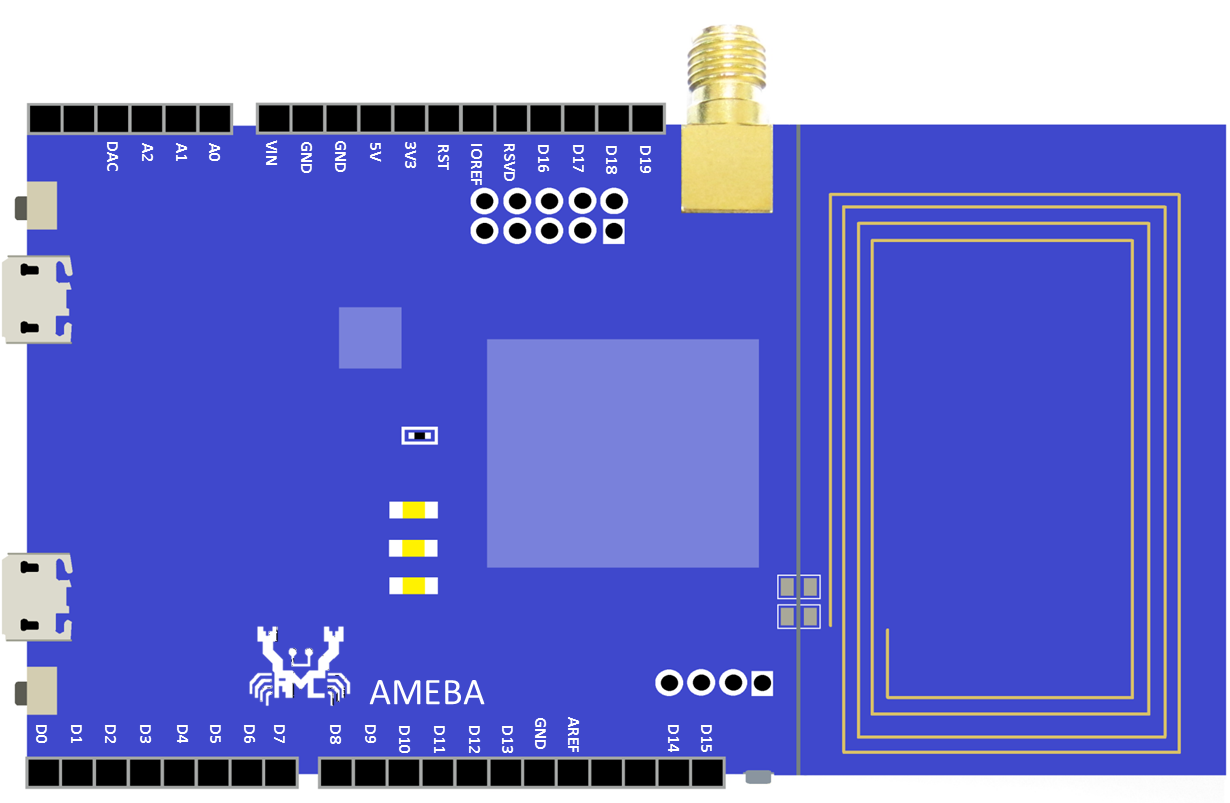 DAC A2 A1 A0 VIN GND GND 5V 3V3 RST IOREF RSVD D16 D17 D18 D19
AMEBA
D0 D1 D2 D3 D4 D5 D6 D7 D8 D9 D10 D11 D12 D13 GND AREF D14 D15